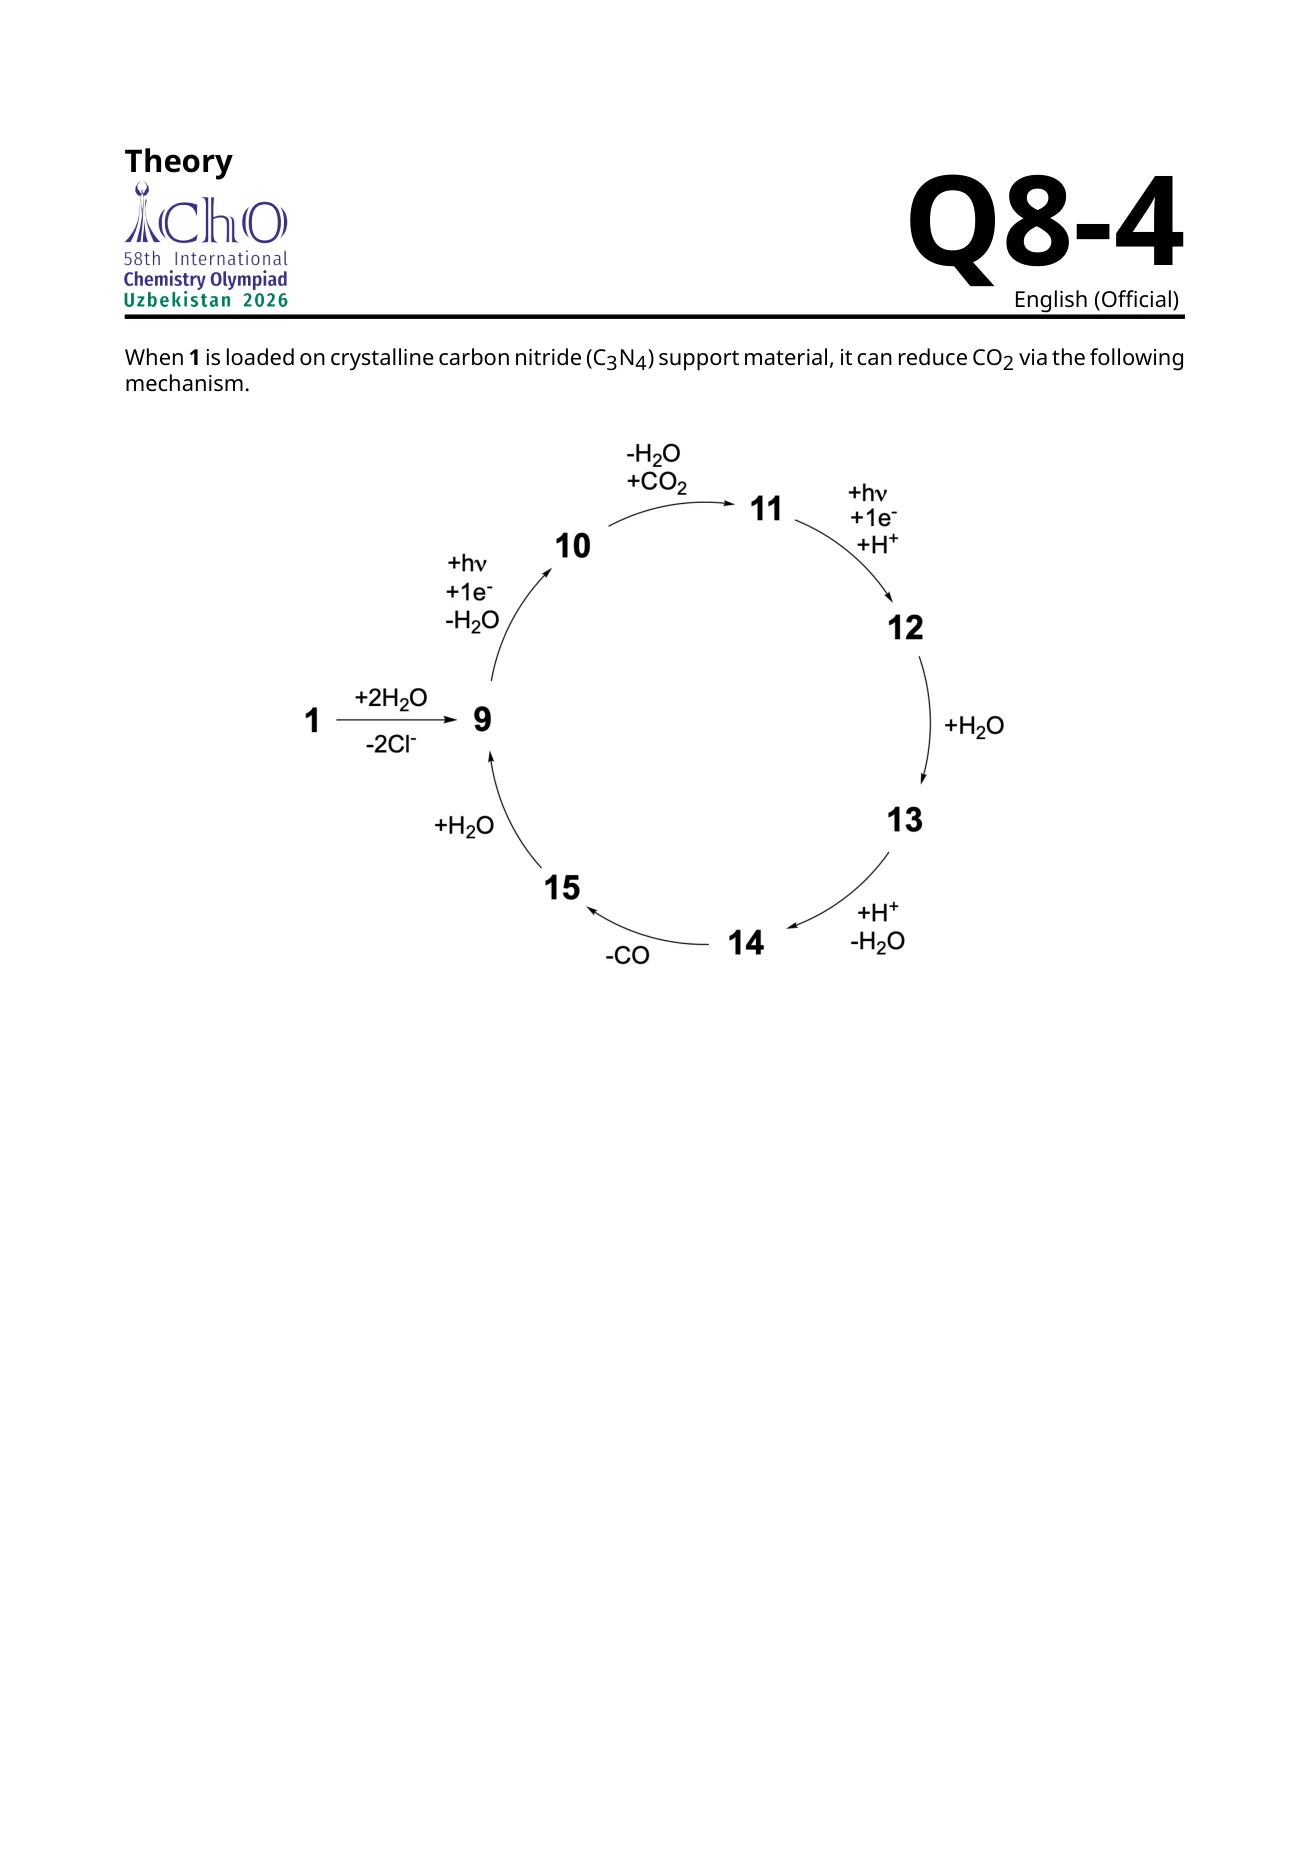 Theory
IChO
58th International
Chemistry Olympiad
Uzbekistan 2026
Q8-4
English (Official)
When 1 is loaded on crystalline carbon nitride (C3N4) support material, it can reduce CO2 via the following
mechanism.
-H2O
+CO2
11
+hν
+1e-
+H+
10
+hν
+1e-
-H2O
12
+2H2O
1
9
-2Cl-
+H2O
13
+H2O
15
+H+
-H2O
14
-CO